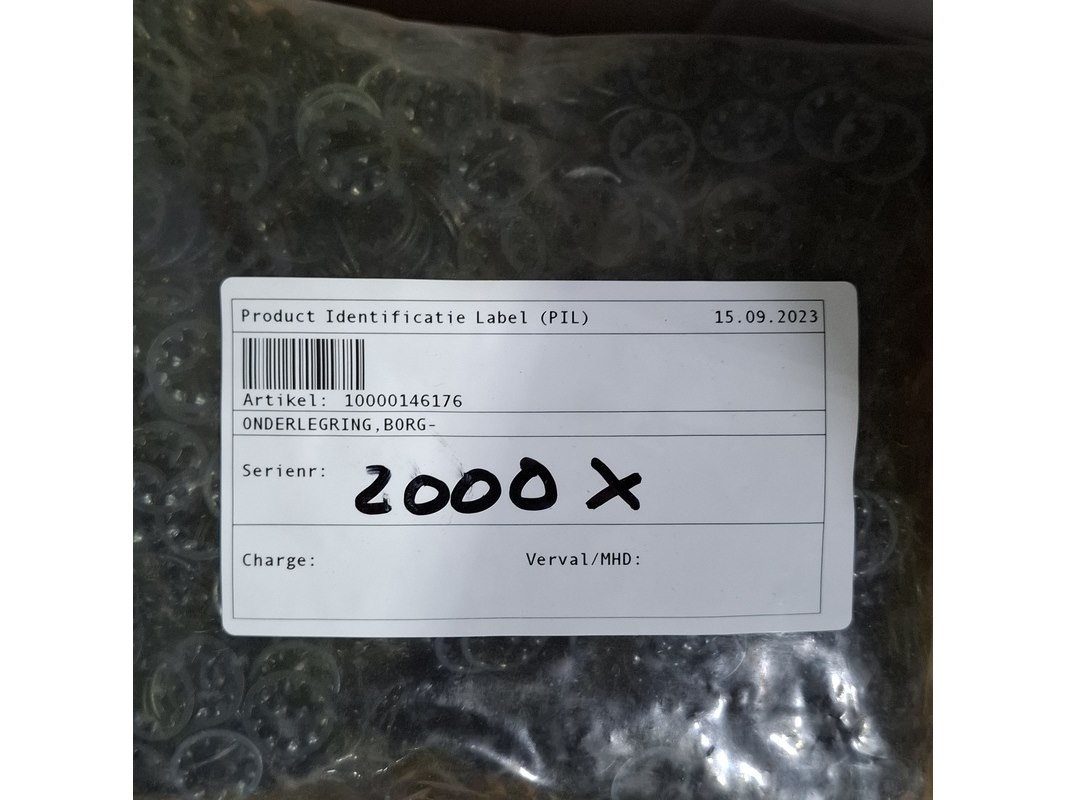 Product Identificatie Label (PIL) 15.09.2023
Artikel: 10000146176
ONDERLEGRING,BORG-
Serienr: 2000 X
Charge: Verval/MHD: